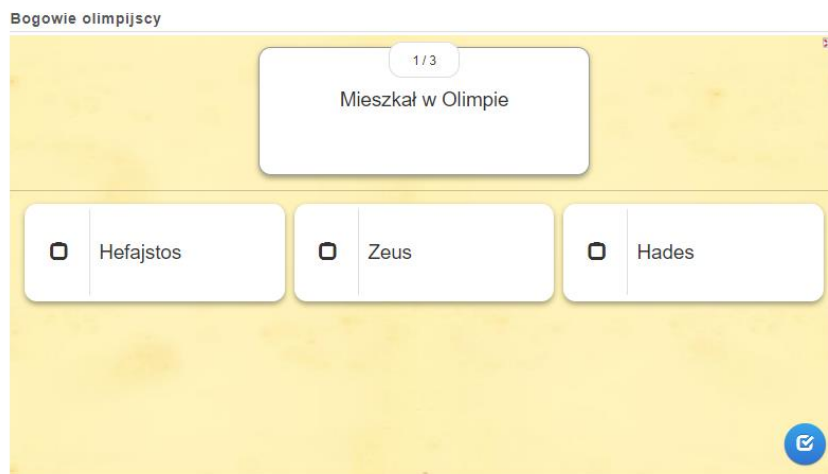 Bogowie olimpijscy
1 / 3
Mieszkał w Olimpie
Hefajstos
Zeus
Hades